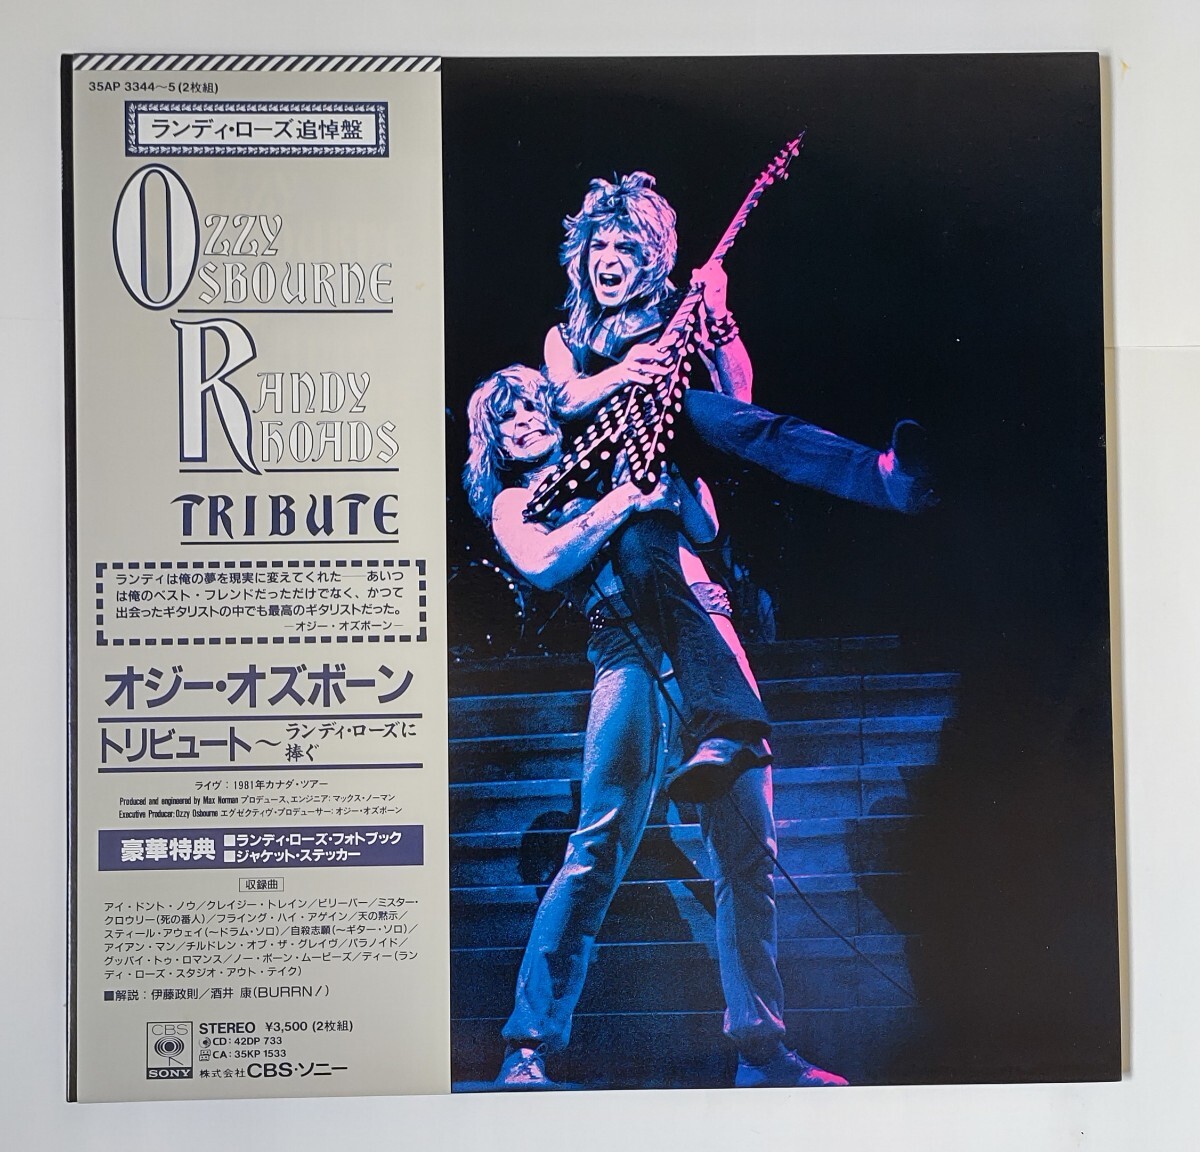 35AP 3344〜5(2枚組)
ランディ・ローズ追悼盤
OZZY
OSBOURNE
RANDY
RHOADS
TRIBUTE
ランディは俺の夢を現実に変えてくれた――あいつ
は俺のベスト・フレンドだっただけでなく、かつて
出会ったギタリストの中でも最高のギタリストだった。
―オジー・オズボーン―
オジー・オズボーン
トリビュート〜ランディ・ローズに
捧ぐ
ライヴ:1981年カナダ・ツアー
Produced and engineered by Max Norman プロデュース、エンジニア:マックス・ノーマン
Executive Producer:Ozzy Osbourne エグゼクティヴ・プロデューサー:オジー・オズボーン
豪華特典 ■ランディ・ローズ・フォトブック
■ジャケット・ステッカー
収録曲
アイ・ドント・ノウ/クレイジー・トレイン/ビリーバー/ミスター・
クロウリー(死の番人)/フライング・ハイ・アゲイン/天の黙示/
スティール・アウェイ(〜ドラム・ソロ)/自殺志願(〜ギター・ソロ)/
アイアン・マン/チルドレン・オブ・ザ・グレイヴ/パラノイド/
グッバイ・トゥ・ロマンス/ノー・ボーン・ムービーズ/ディー(ラン
ディ・ローズ・スタジオ・アウト・テイク)
■解説:伊藤政則/酒井 康(BURRN!)
CBS
SONY
STEREO ¥3,500 (2枚組)
CD:42DP 733
CA:35KP 1533
株式会社CBS・ソニー